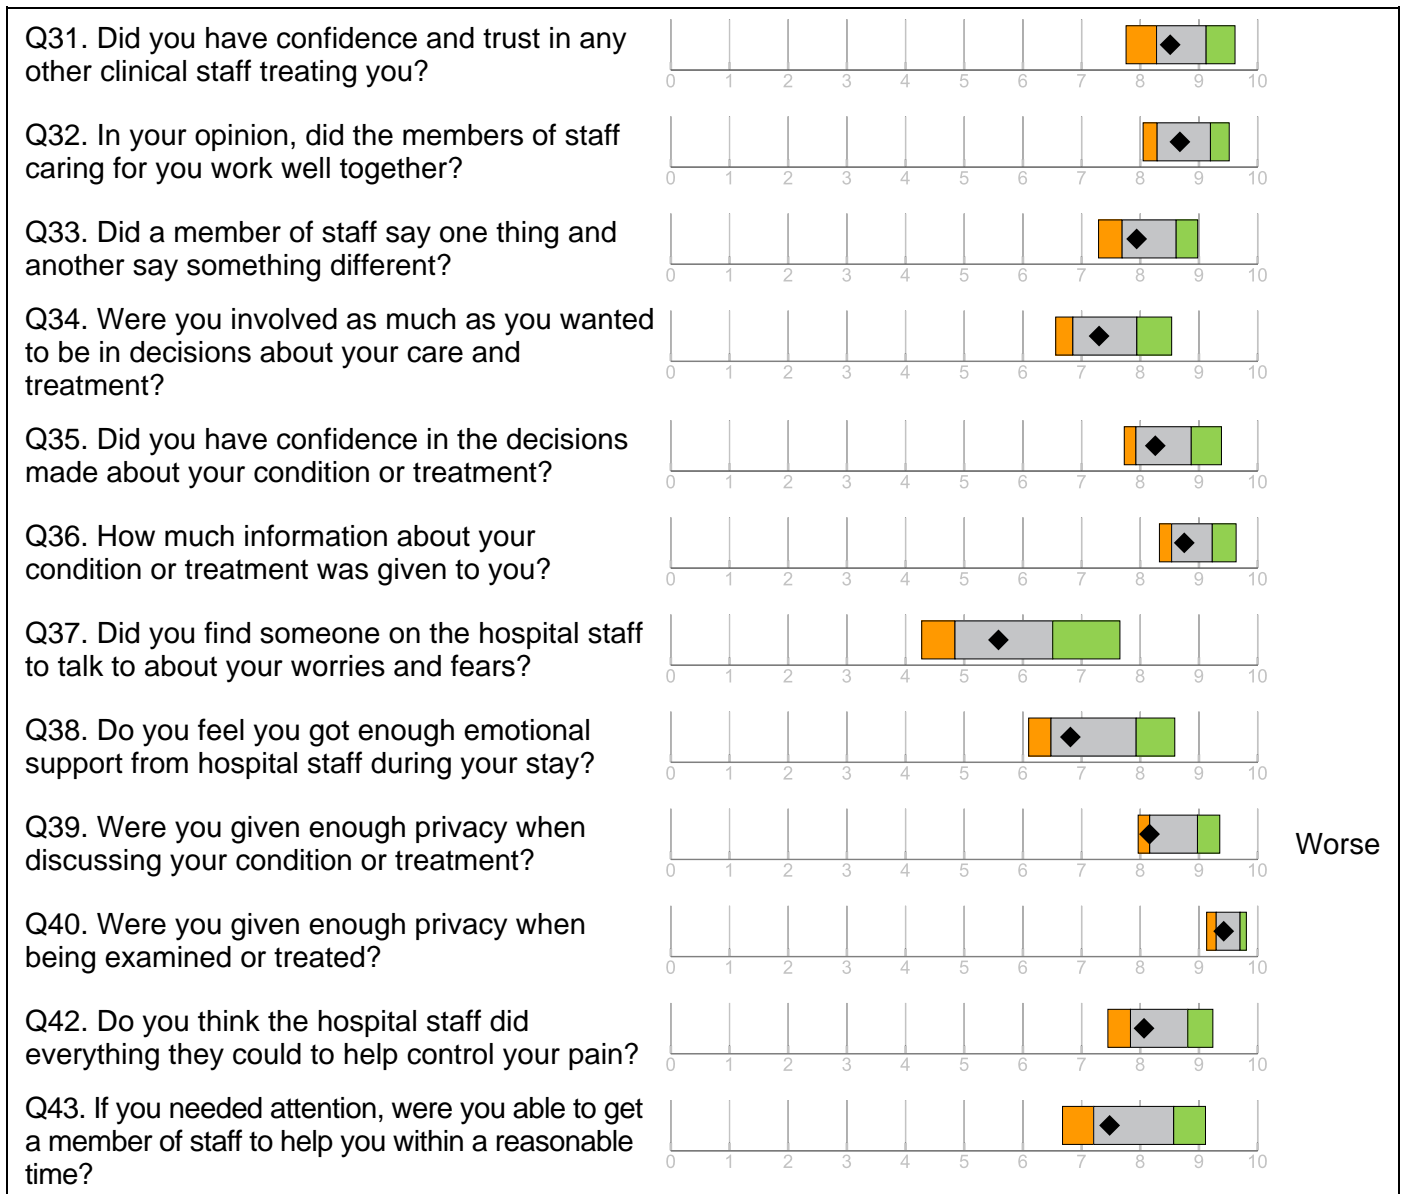 Q31. Did you have confidence and trust in any
other clinical staff treating you?
0 1 2 3 4 5 6 7 8 9 10
Q32. In your opinion, did the members of staff
caring for you work well together?
0 1 2 3 4 5 6 7 8 9 10
Q33. Did a member of staff say one thing and
another say something different?
0 1 2 3 4 5 6 7 8 9 10
Q34. Were you involved as much as you wanted
to be in decisions about your care and
treatment?
0 1 2 3 4 5 6 7 8 9 10
Q35. Did you have confidence in the decisions
made about your condition or treatment?
0 1 2 3 4 5 6 7 8 9 10
Q36. How much information about your
condition or treatment was given to you?
0 1 2 3 4 5 6 7 8 9 10
Q37. Did you find someone on the hospital staff
to talk to about your worries and fears?
0 1 2 3 4 5 6 7 8 9 10
Q38. Do you feel you got enough emotional
support from hospital staff during your stay?
0 1 2 3 4 5 6 7 8 9 10
Q39. Were you given enough privacy when
discussing your condition or treatment?
Worse
0 1 2 3 4 5 6 7 8 9 10
Q40. Were you given enough privacy when
being examined or treated?
0 1 2 3 4 5 6 7 8 9 10
Q42. Do you think the hospital staff did
everything they could to help control your pain?
0 1 2 3 4 5 6 7 8 9 10
Q43. If you needed attention, were you able to get
a member of staff to help you within a reasonable
time?
0 1 2 3 4 5 6 7 8 9 10